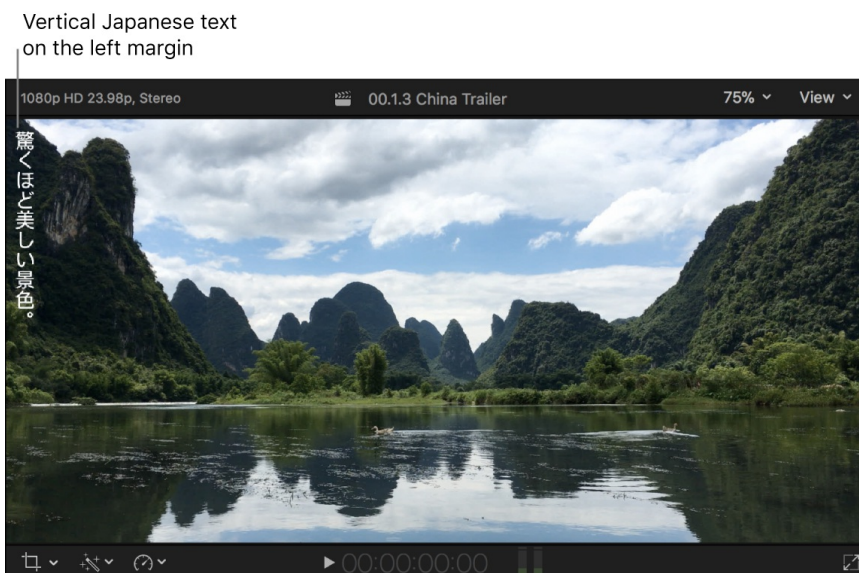 Vertical Japanese text
on the left margin
1080p HD 23.98p, Stereo
00.1.3 China Trailer
75%
View
驚くほど美しい景色。
00:00:00:00